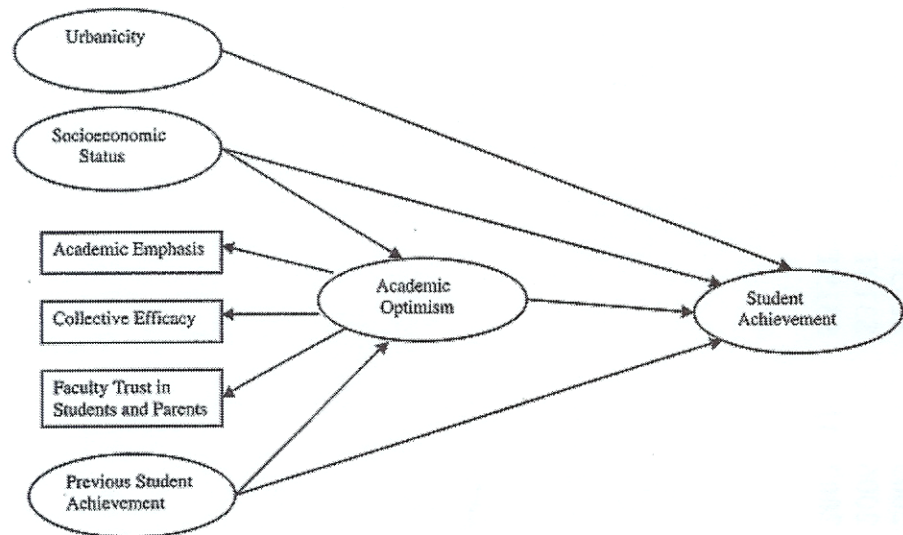 Urbanicity
Socioeconomic
Status
Academic Emphasis
Collective Efficacy
Faculty Trust in
Students and Parents
Previous Student
Achievement
Academic
Optimism
Student
Achievement